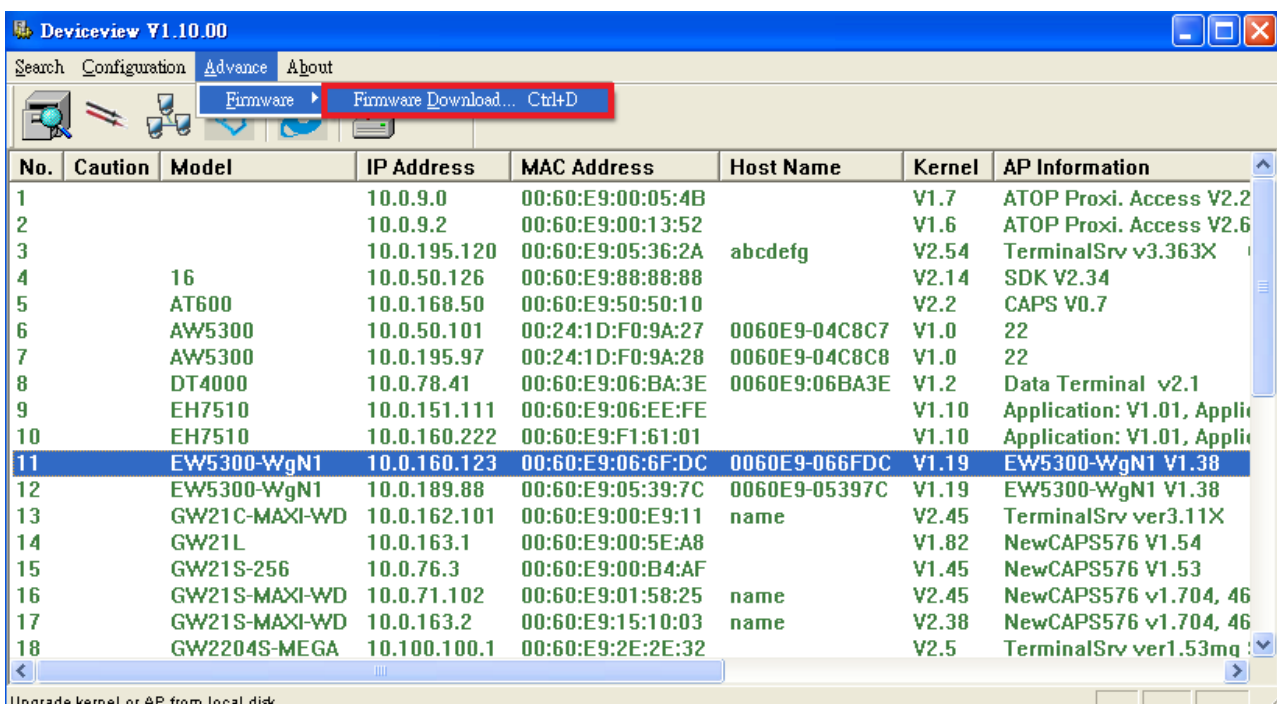 Deviceview V1.10.00
Search Configuration Advance About
Firmware Firmware Download... Ctrl+D
No. Caution Model IP Address MAC Address Host Name Kernel AP Information
1 10.0.9.0 00:60:E9:00:05:4B V1.7 ATOP Proxi. Access V2.2
2 10.0.9.2 00:60:E9:00:13:52 V1.6 ATOP Proxi. Access V2.6
3 10.0.195.120 00:60:E9:05:36:2A abcdefg V2.54 TerminalSrv v3.363X
4 16 10.0.50.126 00:60:E9:88:88:88 V2.14 SDK V2.34
5 AT600 10.0.168.50 00:60:E9:50:50:10 V2.2 CAPS V0.7
6 AW5300 10.0.50.101 00:24:1D:F0:9A:27 0060E9-04C8C7 V1.0 22
7 AW5300 10.0.195.97 00:24:1D:F0:9A:28 0060E9-04C8C8 V1.0 22
8 DT4000 10.0.78.41 00:60:E9:06:BA:3E 0060E9:06BA3E V1.2 Data Terminal v2.1
9 EH7510 10.0.151.111 00:60:E9:06:EE:FE V1.10 Application: V1.01, Applic
10 EH7510 10.0.160.222 00:60:E9:F1:61:01 V1.10 Application: V1.01, Applic
11 EW5300-WgN1 10.0.160.123 00:60:E9:06:6F:DC 0060E9-066FDC V1.19 EW5300-WgN1 V1.38
12 EW5300-WgN1 10.0.189.88 00:60:E9:05:39:7C 0060E9-05397C V1.19 EW5300-WgN1 V1.38
13 GW21C-MAXI-WD 10.0.162.101 00:60:E9:00:E9:11 name V2.45 TerminalSrv ver3.11X
14 GW21L 10.0.163.1 00:60:E9:00:5E:A8 V1.82 NewCAPS576 V1.54
15 GW21S-256 10.0.76.3 00:60:E9:00:B4:AF V1.45 NewCAPS576 V1.53
16 GW21S-MAXI-WD 10.0.71.102 00:60:E9:01:58:25 name V2.45 NewCAPS576 v1.704, 46
17 GW21S-MAXI-WD 10.0.163.2 00:60:E9:15:10:03 name V2.38 NewCAPS576 v1.704, 46
18 GW2204S-MEGA 10.100.100.1 00:60:E9:2E:2E:32 V2.5 TerminalSrv ver1.53mg
Upgrade kernel or AP from local disk